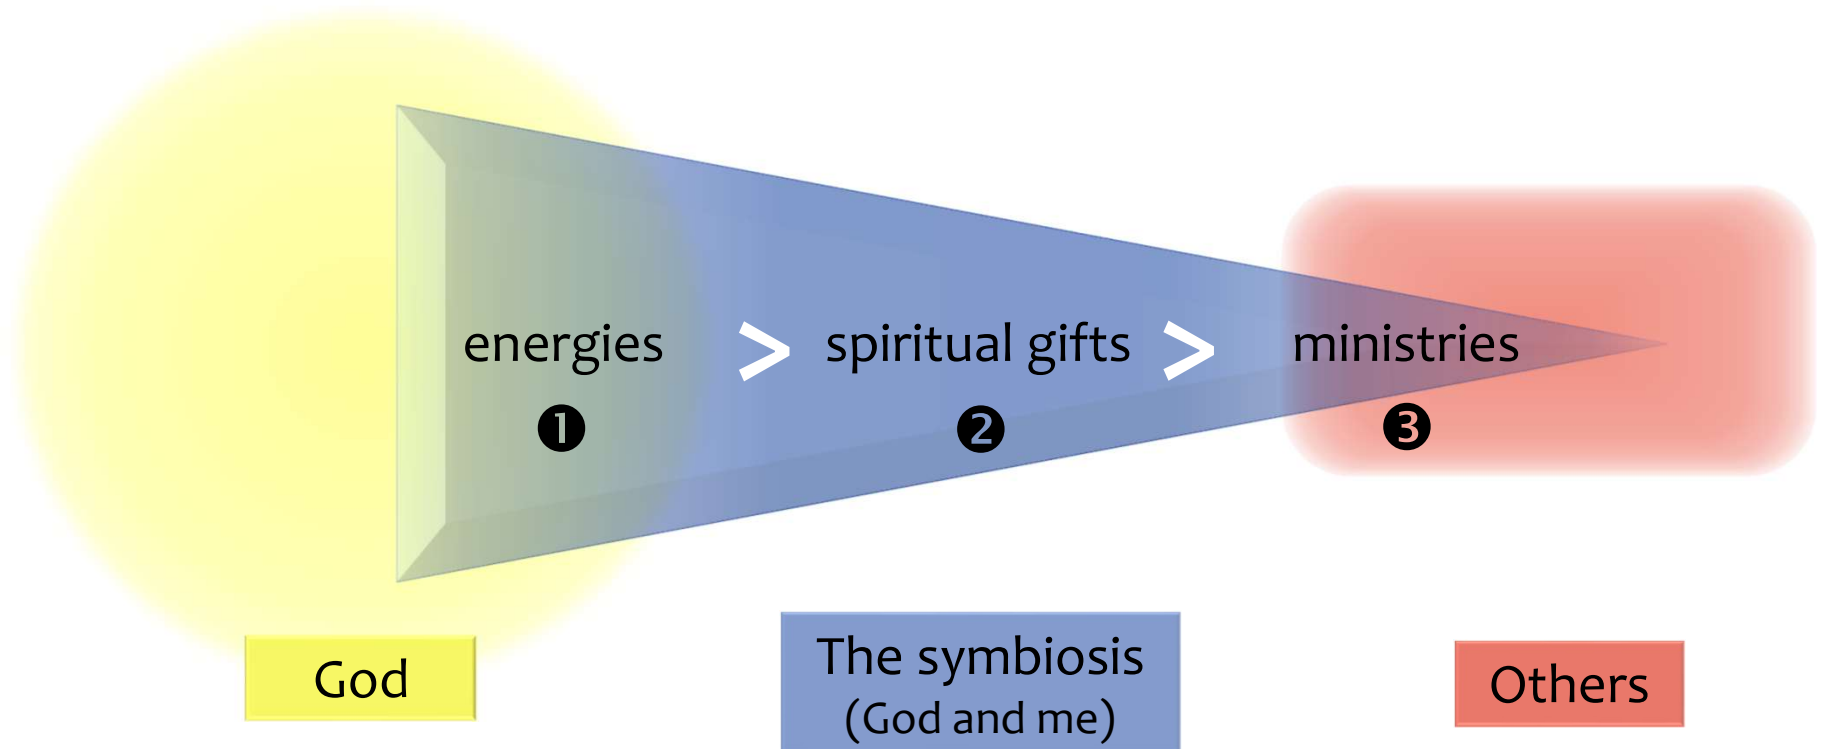 energies > spiritual gifts > ministries
❶ ❷ ❸
God
The symbiosis
(God and me)
Others